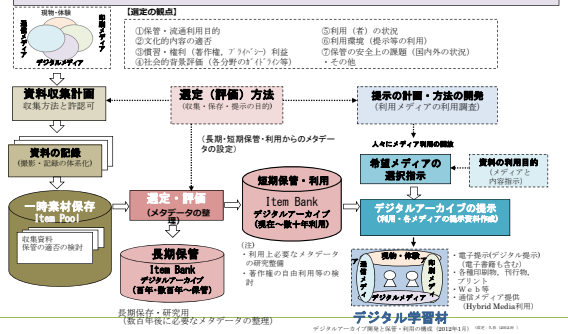 現物・体験
通信メディア
印刷メディア
デジタルメディア
【選定の観点】
①保管・流通利用目的
②文化的内容の適否
③慣習・権利(著作権，プライバシー)利益
④社会的背景評価(各分野のガイドライン等)
⑤利用(者)の状況
⑥利用環境(提示等の利用)
⑦保管の安全上の課題(国内外の状況)
・その他
資料収集計画
収集方法と許認可
選定(評価)方法
(収集・保存・提示の目的)
提示の計画・方法の開発
(利用メディアの利用調査)
(長期・短期保管・利用からのメタデータの設定)
人々にメディア利用の開放
資料の記録
(撮影・記録の体系化)
希望メディアの
選択指示
資料の利用目的
(メディアと
内容指示)
一時素材保存
Item Pool
収集資料
保管の適否の検討
選定・評価
(メタデータの整理)
短期保管・利用
Item Bank
デジタルアーカイブ
(現在～数十年利用)
デジタルアーカイブの提示
(利用・各メディアの提示資料作成)
長期保管
Item Bank
デジタルアーカイブ
(百年・数百年～保管)
(注)
・利用上必要なメタデータ
の研究整備
・著作権の自由利用等の検
討
現物・体験
通信メディア
印刷メディア
デジタルメディア
・電子提示(デジタル提示)
(電子書籍も含む)
・各種印刷物、刊行物、
プリント
・Ｗｅｂ等
・通信メディア提供
(Hybrid Media利用)
長期保存・研究用
(数百年後に必要なメタデータの整理)
デジタル学習材
デジタルアーカイブ開発と保管・利用の構成(2012年1月)